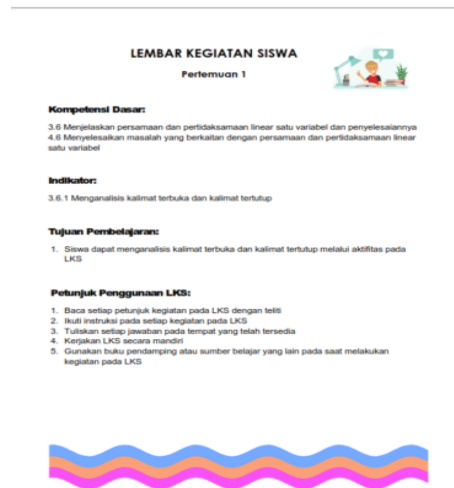 LEMBAR KEGIATAN SISWA
Pertemuan 1
Kompetensi Dasar:
3.6 Menjelaskan persamaan dan pertidaksamaan linear satu variabel dan penyelesaiannya
4.6 Menyelesaikan masalah yang berkaitan dengan persamaan dan pertidaksamaan linear
satu variabel
Indikator:
3.6.1 Menganalisis kalimat terbuka dan kalimat tertutup
Tujuan Pembelajaran:
1. Siswa dapat menganalisis kalimat terbuka dan kalimat tertutup melalui aktifitas pada
LKS
Petunjuk Penggunaan LKS:
1. Baca setiap petunjuk kegiatan pada LKS dengan teliti
2. Ikuti instruksi pada setiap kegiatan pada LKS
3. Tuliskan setiap jawaban pada tempat yang telah tersedia
4. Kerjakan LKS secara mandiri
5. Gunakan buku pendamping atau sumber belajar yang lain pada saat melakukan
kegiatan pada LKS